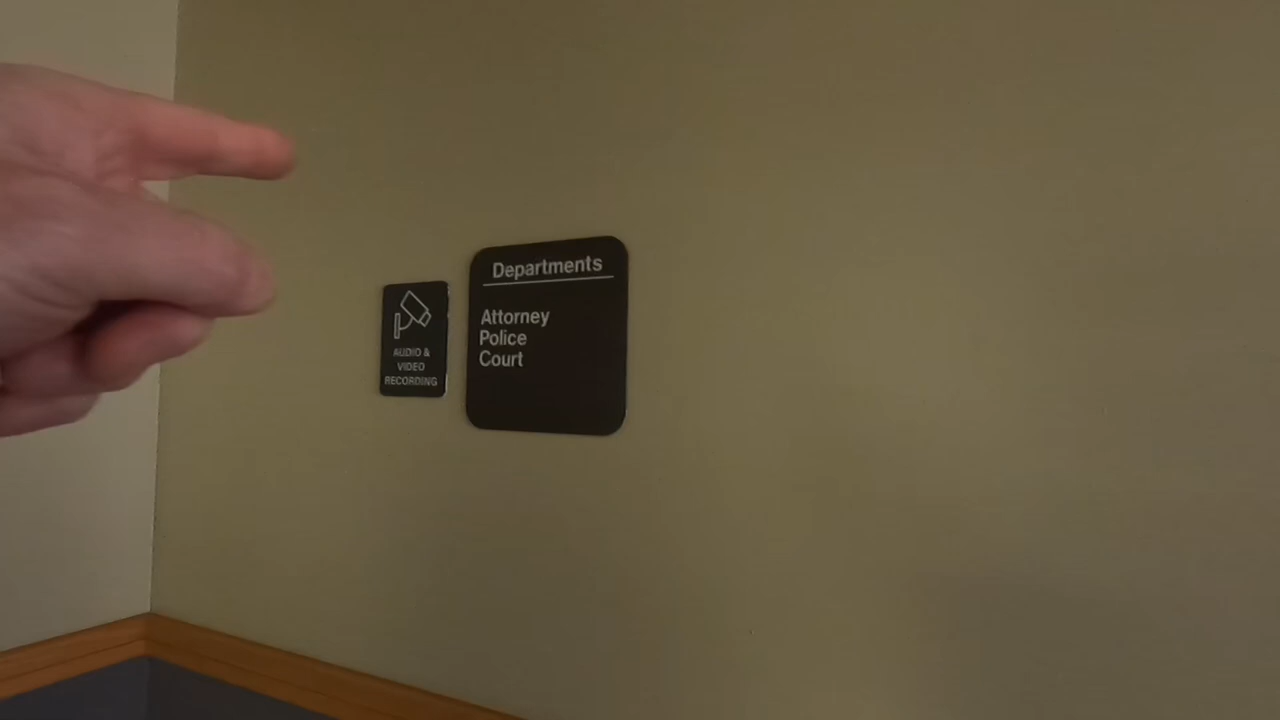 AUDIO &
VIDEO
RECORDING
Departments
Attorney
Police
Court